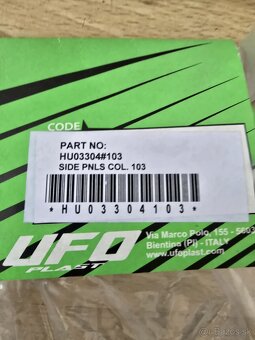 CODE
PART NO:
HU03304#103
SIDE PNLS COL. 103
*HU03304103*
UFO
PLAST
Via Marco Polo, 155 - 5603
Bientina (PI) - ITALY
www.ufoplast.com